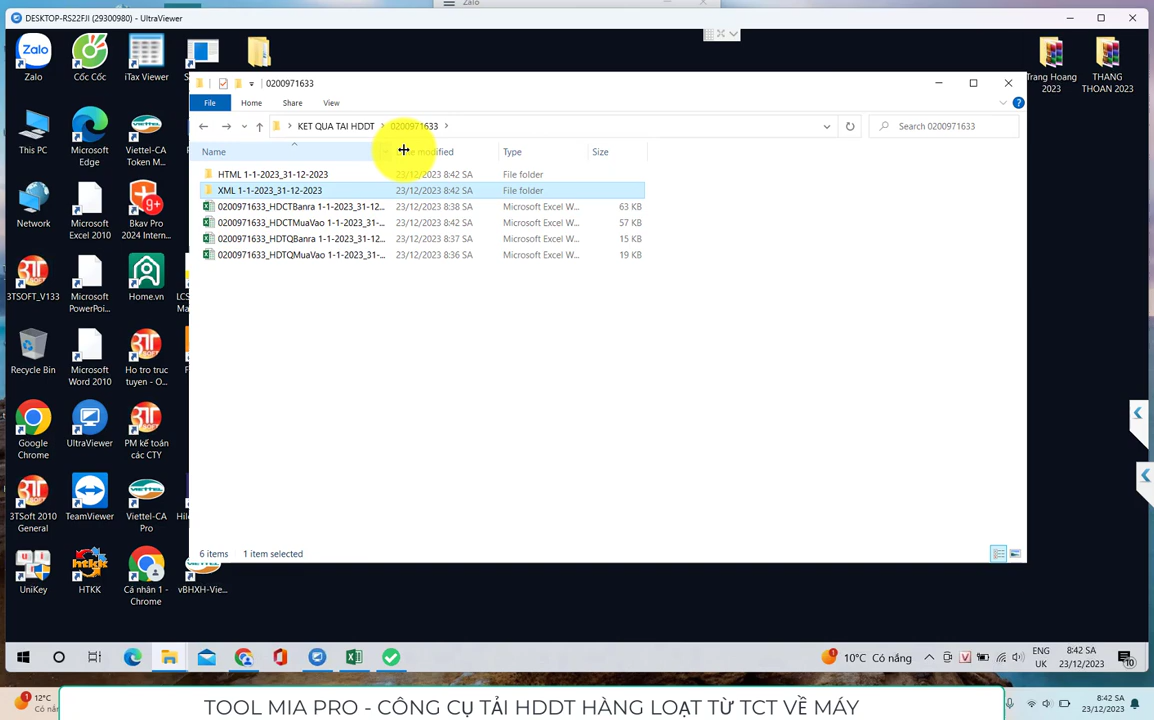 Zalo
DESKTOP-RS22FJI (29300980) - UltraViewer
Zalo
Cốc Cốc
iTax Viewer
Trang Hoang 2023
THANG THOAN 2023
0200971633
File
Home
Share
View
KET QUA TAI HDDT
0200971633
Search 0200971633
Name
modified
Type
Size
HTML 1-1-2023_31-12-2023
23/12/2023 8:42 SA
File folder
XML 1-1-2023_31-12-2023
23/12/2023 8:42 SA
File folder
0200971633_HDCTBanra 1-1-2023_31-12...
23/12/2023 8:38 SA
Microsoft Excel W...
63 KB
0200971633_HDCTMuaVao 1-1-2023_31-...
23/12/2023 8:42 SA
Microsoft Excel W...
57 KB
0200971633_HDTQBanra 1-1-2023_31-12...
23/12/2023 8:37 SA
Microsoft Excel W...
15 KB
0200971633_HDTQMuaVao 1-1-2023_31-...
23/12/2023 8:36 SA
Microsoft Excel W...
19 KB
6 items
1 item selected
This PC
Microsoft Edge
Viettel-CA Token M...
Network
Microsoft Excel 2010
Bkav Pro 2024 Intern...
3TSOFT_V133
Microsoft PowerPoi...
Home.vn
Recycle Bin
Microsoft Word 2010
Ho tro truc tuyen - O...
Google Chrome
UltraViewer
PM kế toán các CTY
3TSoft 2010 General
TeamViewer
Viettel-CA Pro
UniKey
HTKK
Cá nhân 1 - Chrome
vBHXH-Vie...
10°C Có nắng
ENG
UK
8:42 SA
23/12/2023
10
12°C
TOOL MIA PRO - CÔNG CỤ TẢI HDDT HÀNG LOẠT TỪ TCT VỀ MÁY
8:42 SA
23/12/2023